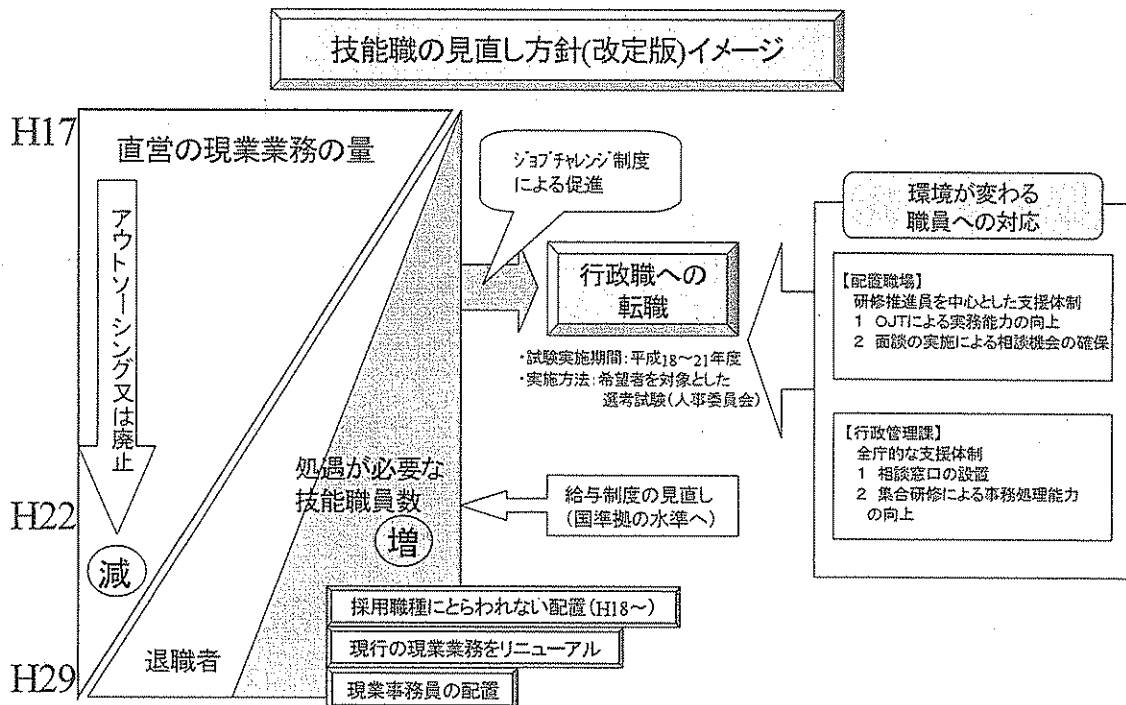 技能職の見直し方針(改定版)イメージ
H17
直営の現業業務の量
アウトソーシング又は廃止
減
H22
H29
退職者
処遇が必要な
技能職員数
増
ジョブチャレンジ制度
による促進
行政職への
転職
・試験実施期間:平成18～21年度
・実施方法:希望者を対象とした
選考試験(人事委員会)
給与制度の見直し
(国準拠の水準へ)
採用職種にとらわれない配置(H18～)
現行の現業業務をリニューアル
現業事務員の配置
環境が変わる
職員への対応
【配置職場】
研修推進員を中心とした支援体制
1 OJTによる実務能力の向上
2 面談の実施による相談機会の確保
【行政管理課】
全庁的な支援体制
1 相談窓口の設置
2 集合研修による事務処理能力
の向上